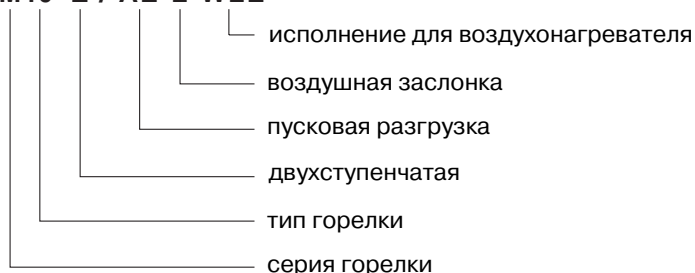 исполнение для воздухонагревателя
воздушная заслонка
пусковая разгрузка
двухступенчатая
тип горелки
серия горелки